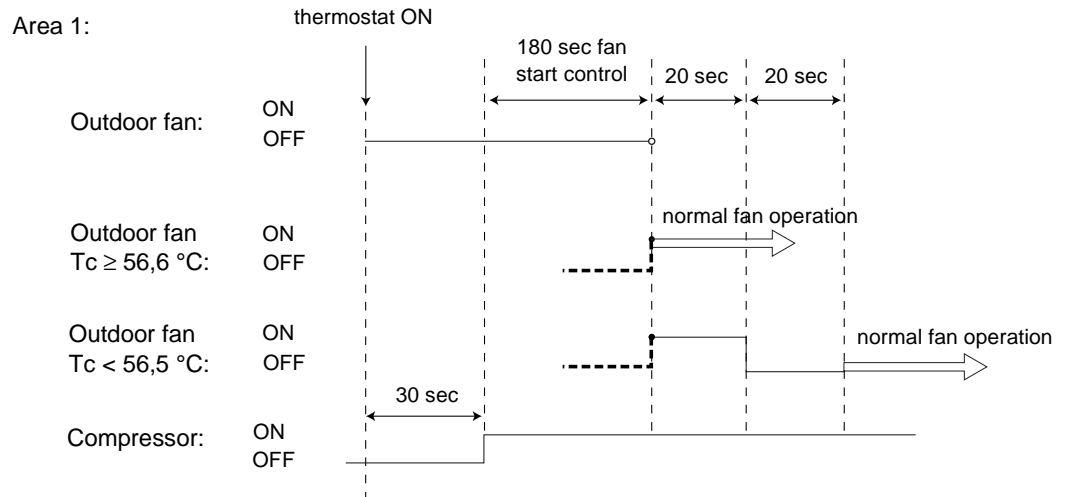 Area 1:
thermostat ON
180 sec fan
start control
20 sec
20 sec
Outdoor fan:
ON
OFF
normal fan operation
Outdoor fan
Tc ≥ 56,6 °C:
ON
OFF
Outdoor fan
Tc < 56,5 °C:
ON
OFF
normal fan operation
30 sec
Compressor:
ON
OFF